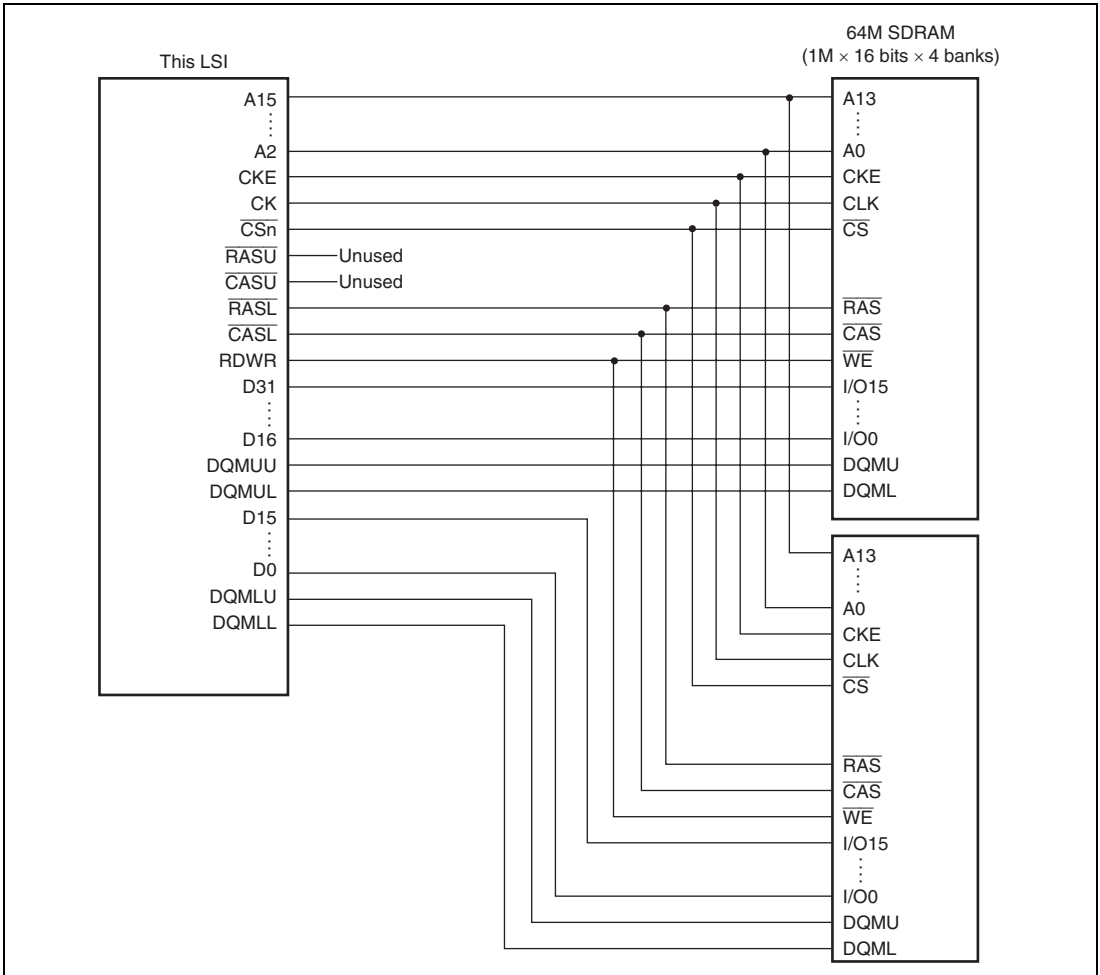 64M SDRAM
(1M × 16 bits × 4 banks)
This LSI
A15
A2
CKE
CK
CSn
RASU
CASU
RASL
CASL
RDWR
D31
D16
DQMUU
DQMUL
D15
D0
DQMLU
DQMLL
Unused
Unused
A13
A0
CKE
CLK
CS
RAS
CAS
WE
I/O15
I/O0
DQMU
DQML
A13
A0
CKE
CLK
CS
RAS
CAS
WE
I/O15
I/O0
DQMU
DQML